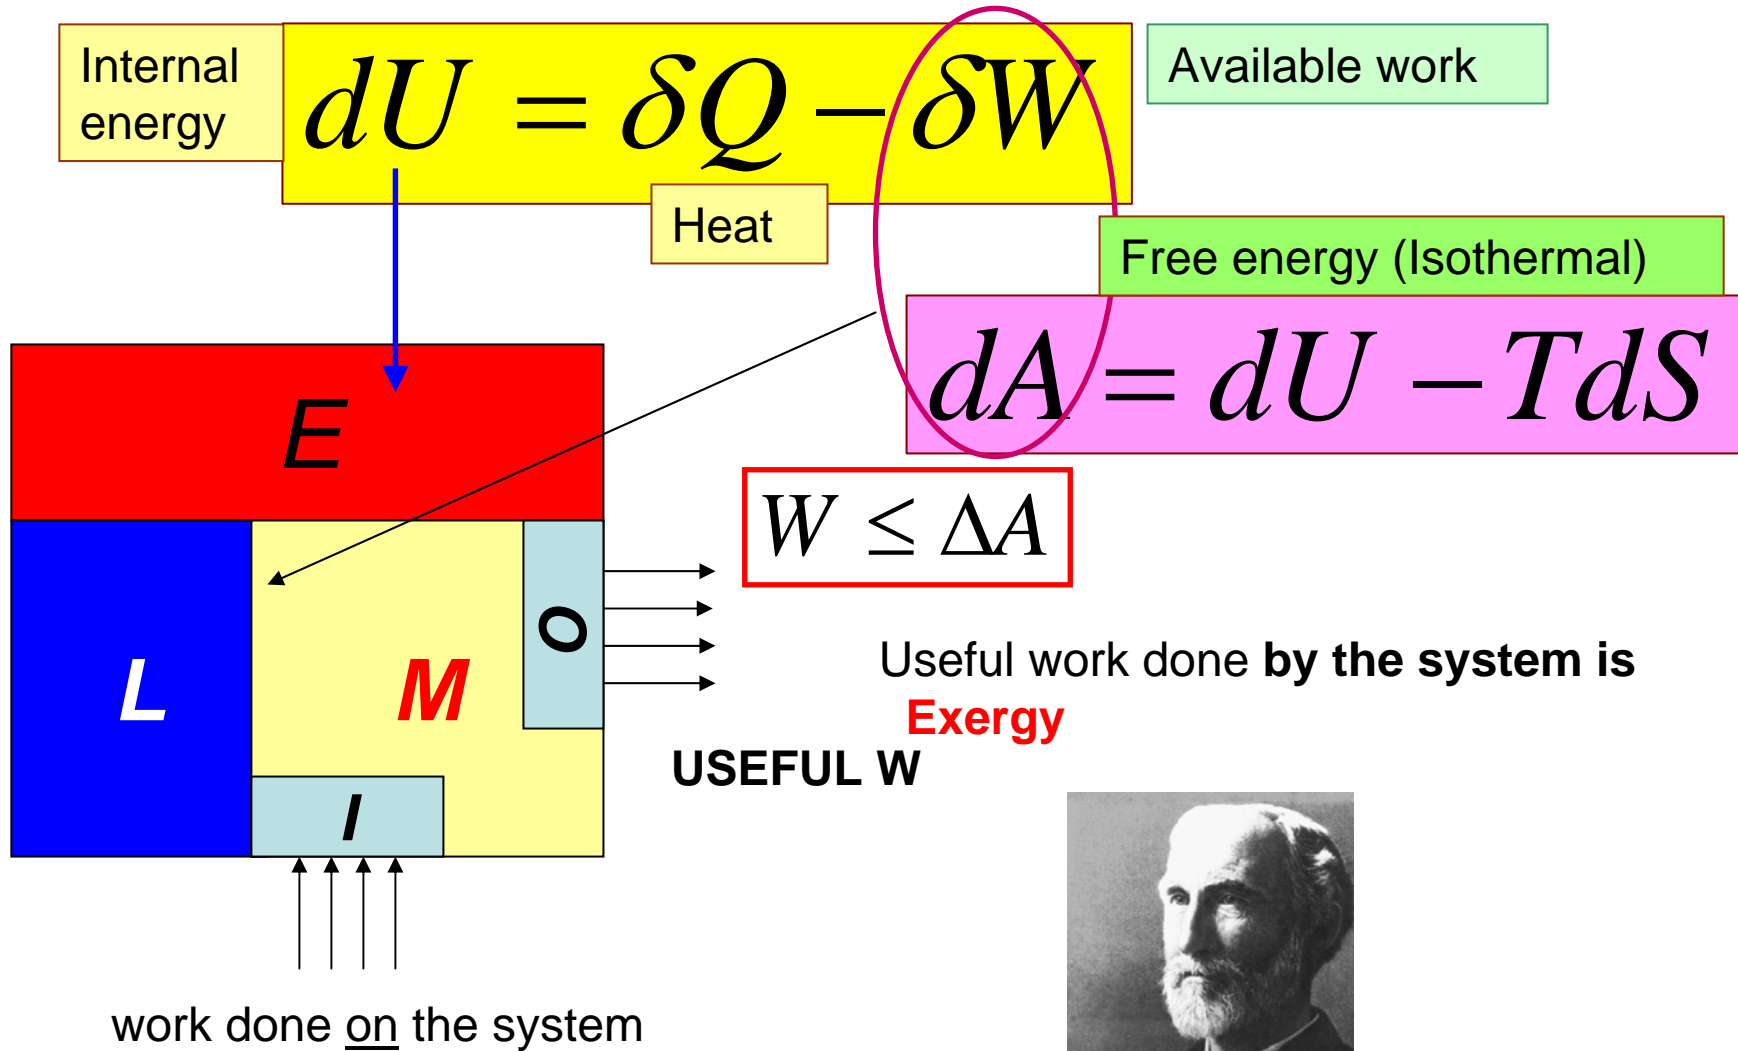 Internal
energy
dU = δQ − δW
Available work
Heat
Free energy (Isothermal)
dA = dU − TdS
E
W ≤ ΔA
L
M
O
I
Useful work done by the system is
Exergy
USEFUL W
work done on the system